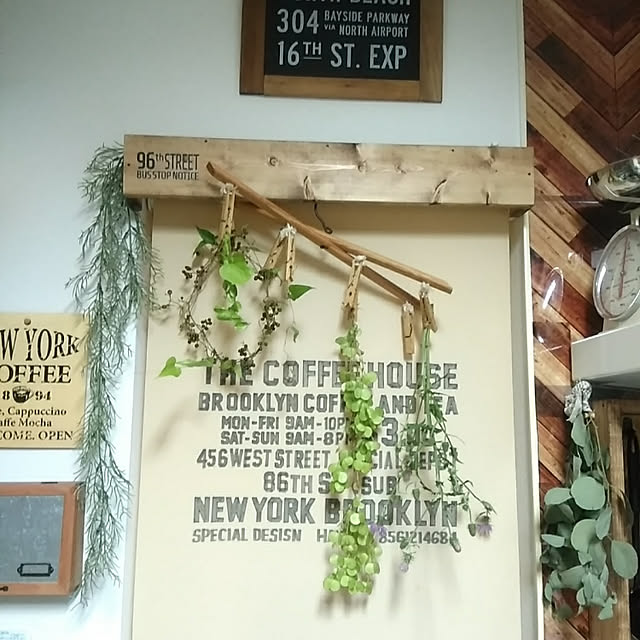 304 BAYSIDE PARKWAY
VIA NORTH AIRPORT
16TH ST. EXP
96th STREET
BUS STOP NOTICE
THE COFFEE HOUSE
BROOKLYN
MON-FRI 9AM-10P
SAT-SUN 9AM-8P
456 WEST STREET
86TH
NEW YORK BROOKLYN
SPECIAL DESISN
W YORK
OFFEE
1894
Cappuccino
affe Mocha
COME. OPEN